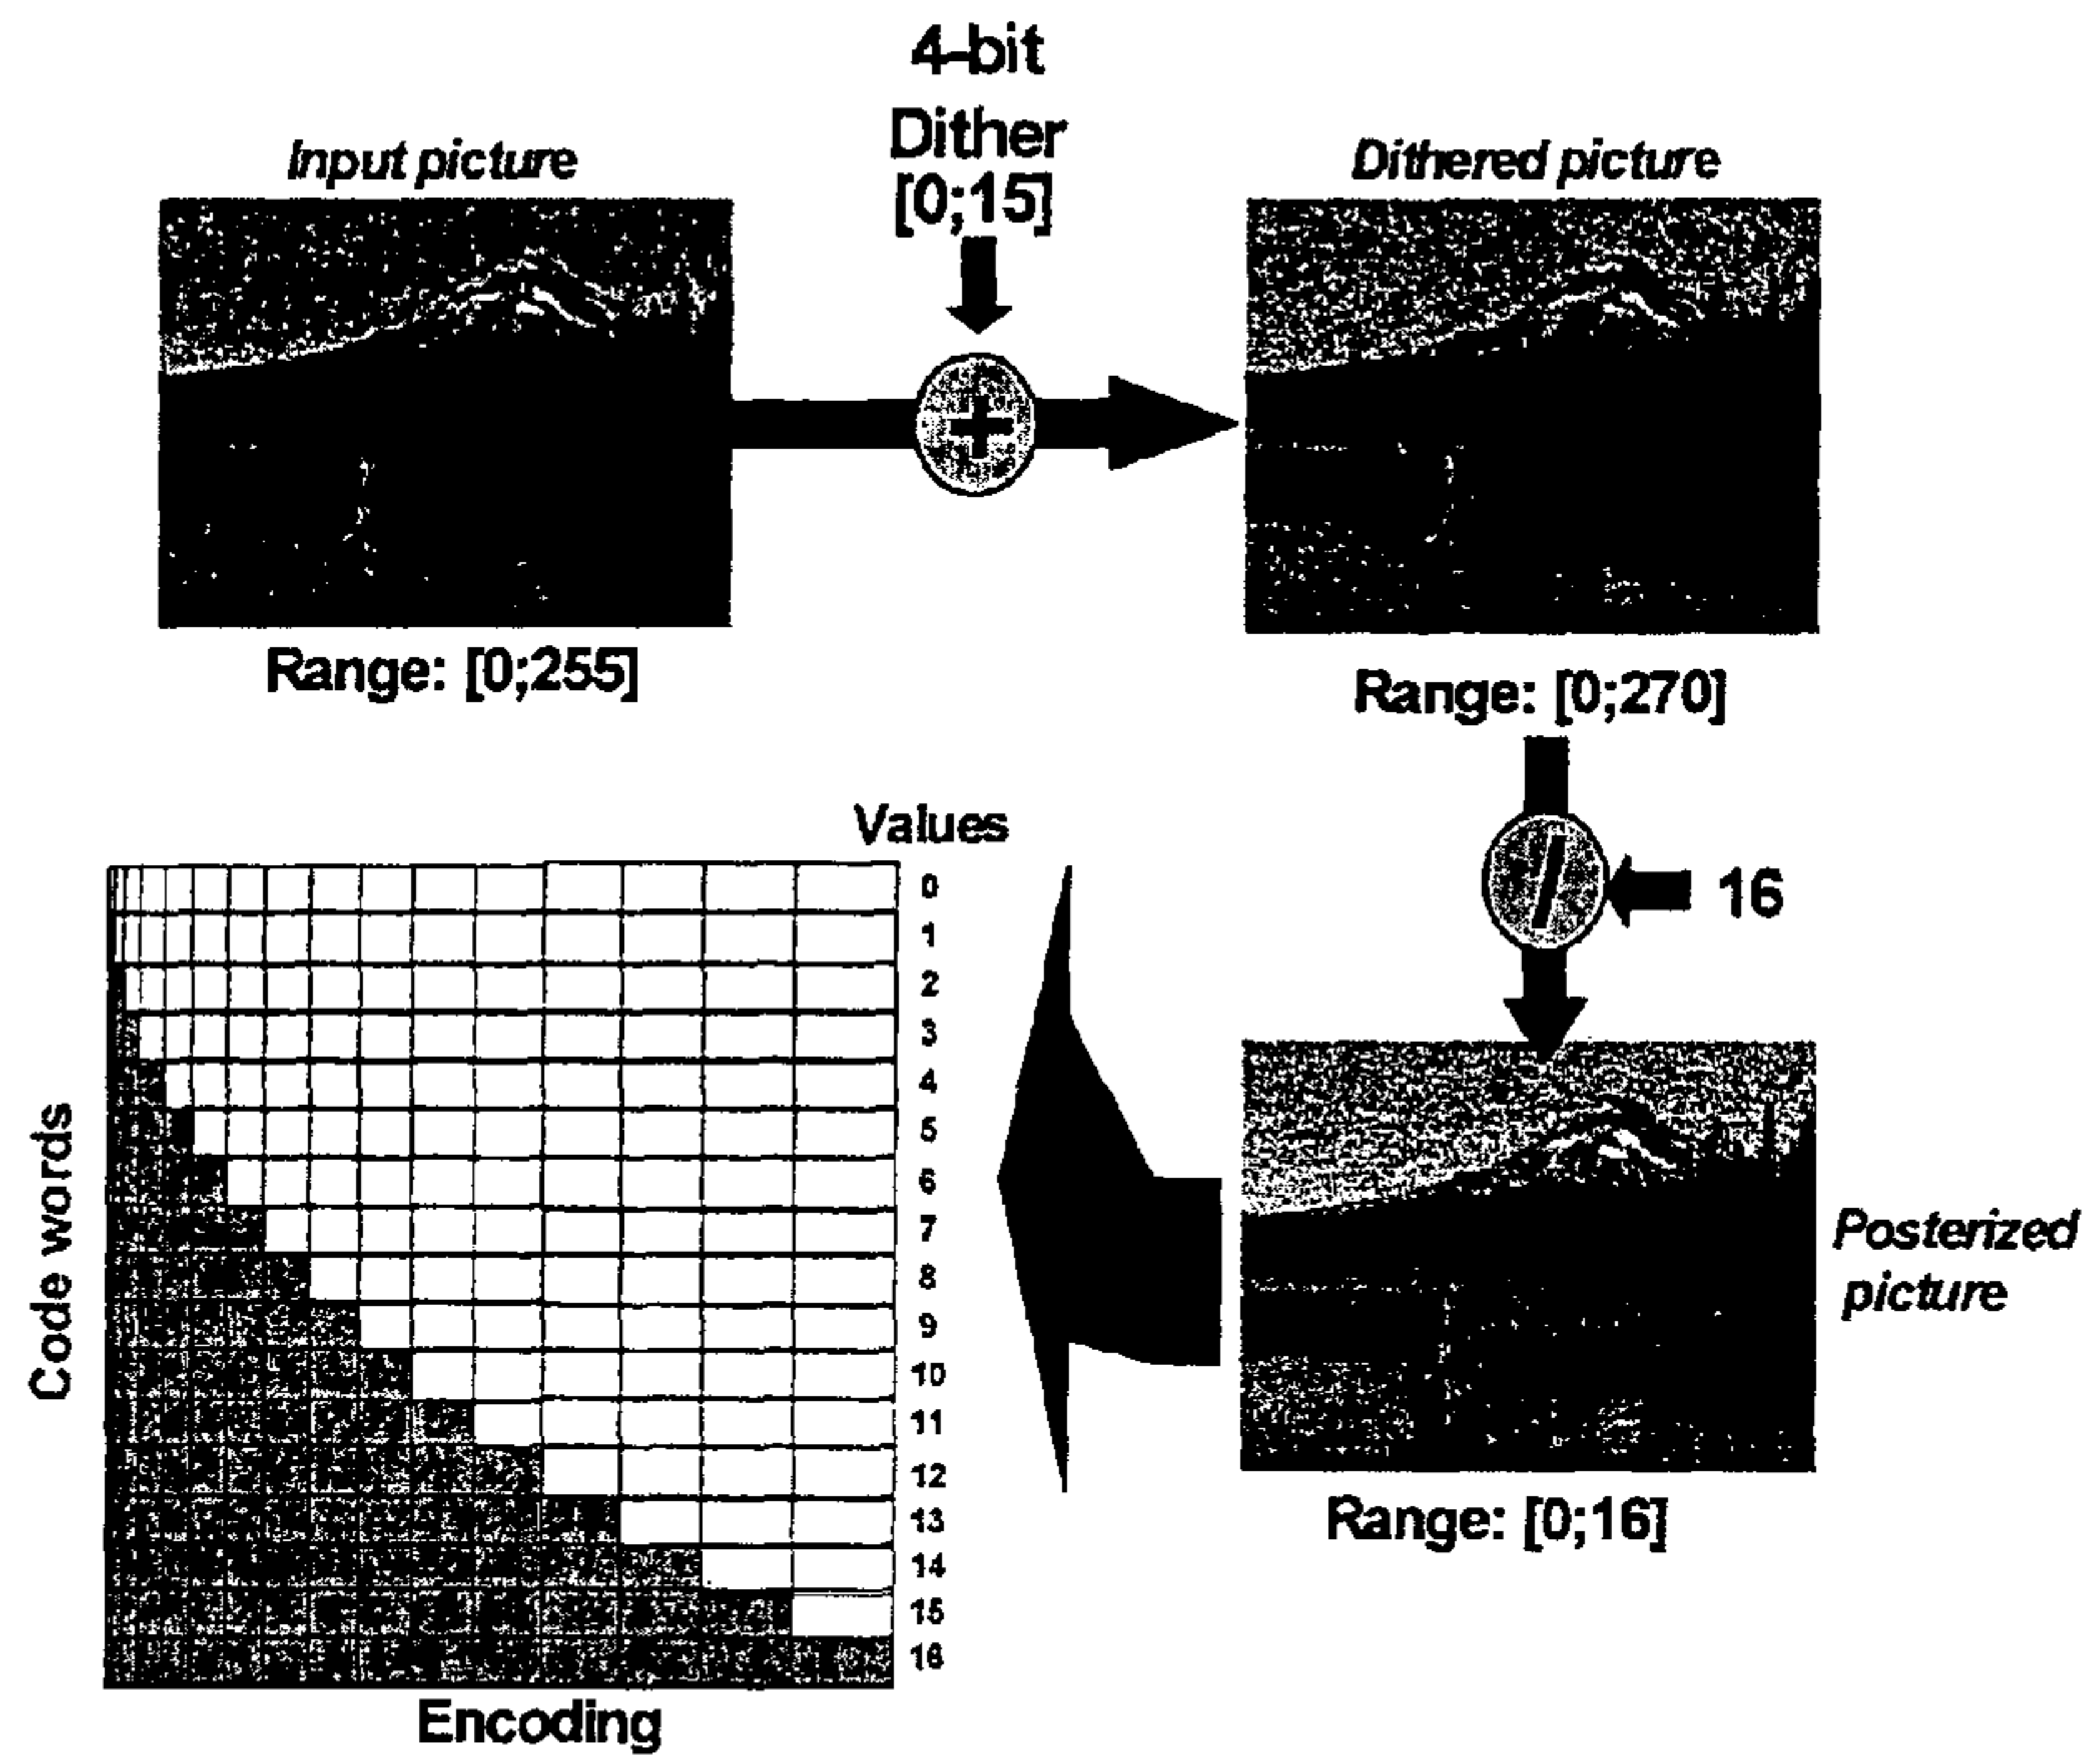 4-bit
Dither
[0;15]
Input picture
Dithered picture
+
Range: [0;255]
Range: [0;270]
/
16
Values
0
1
2
3
4
5
6
7
8
9
10
11
12
13
14
15
16
Code words
Encoding
Posterized
picture
Range: [0;16]